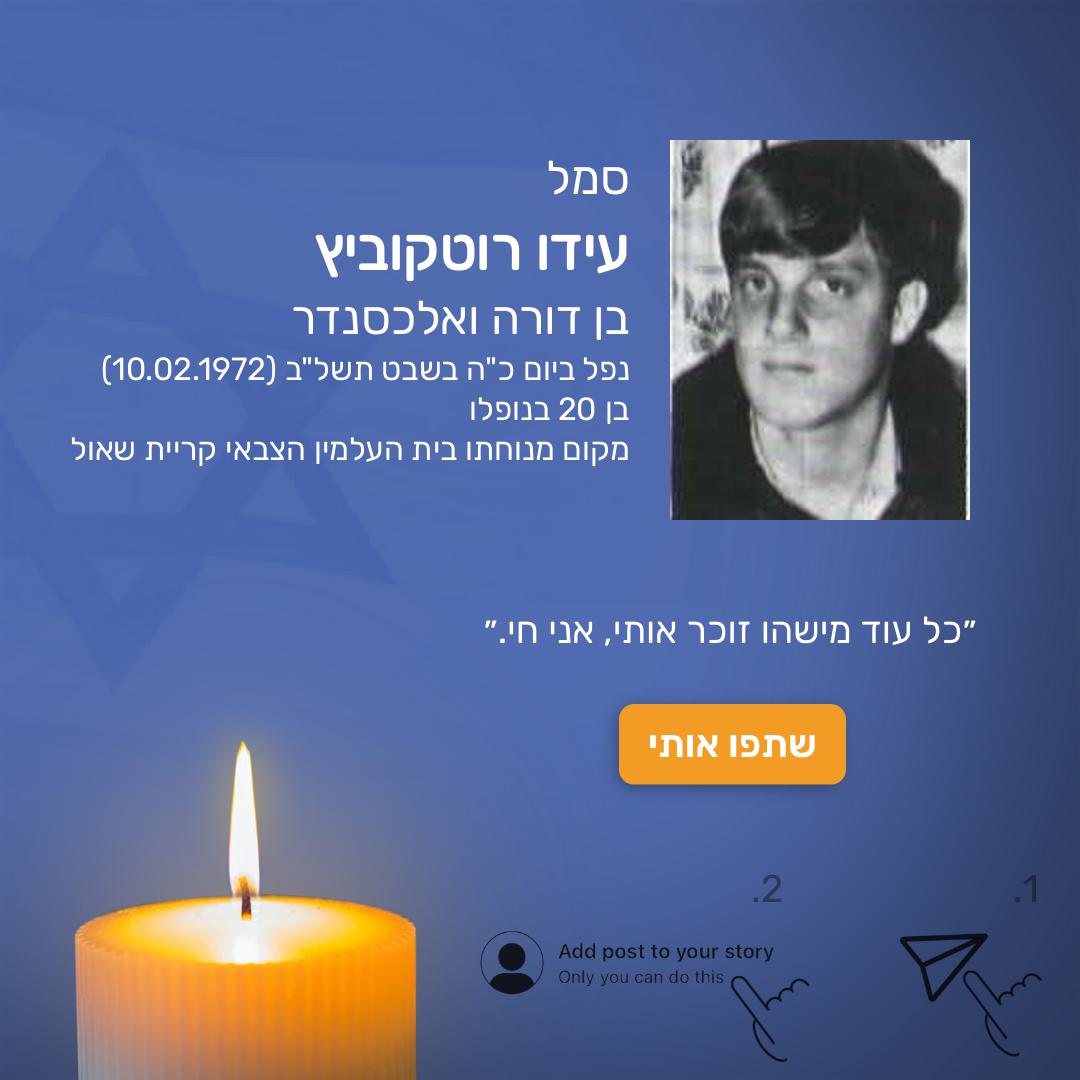 סמל
עידו רוטקוביץ
בן דורה ואלכסנדר
נפל ביום כ"ה בשבט תשל"ב (10.02.1972)
בן 20 בנופלו
מקום מנוחתו בית העלמין הצבאי קריית שאול
״כל עוד מישהו זוכר אותי, אני חי.״
שתפו אותי
.1
.2
Add post to your story
Only you can do this